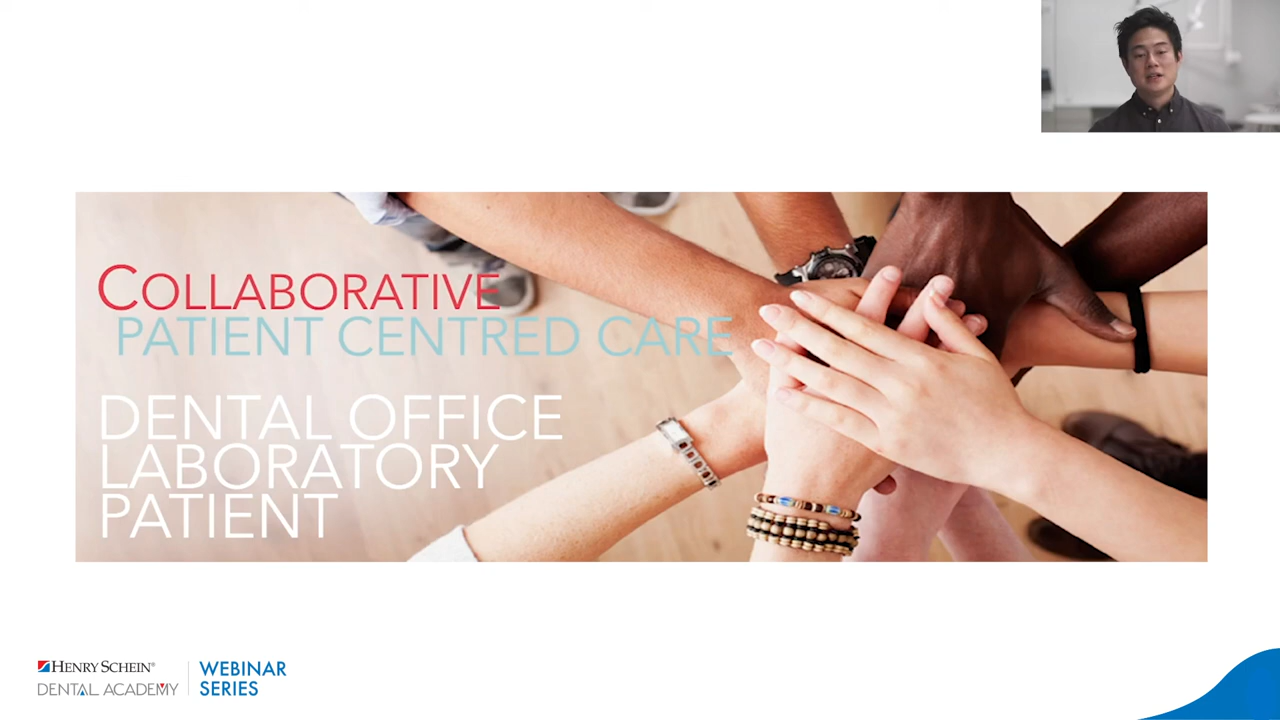 COLLABORATIVE
PATIENT CENTRED CARE
DENTAL OFFICE
LABORATORY
PATIENT
HENRY SCHEIN®
DENTAL ACADEMY
WEBINAR
SERIES